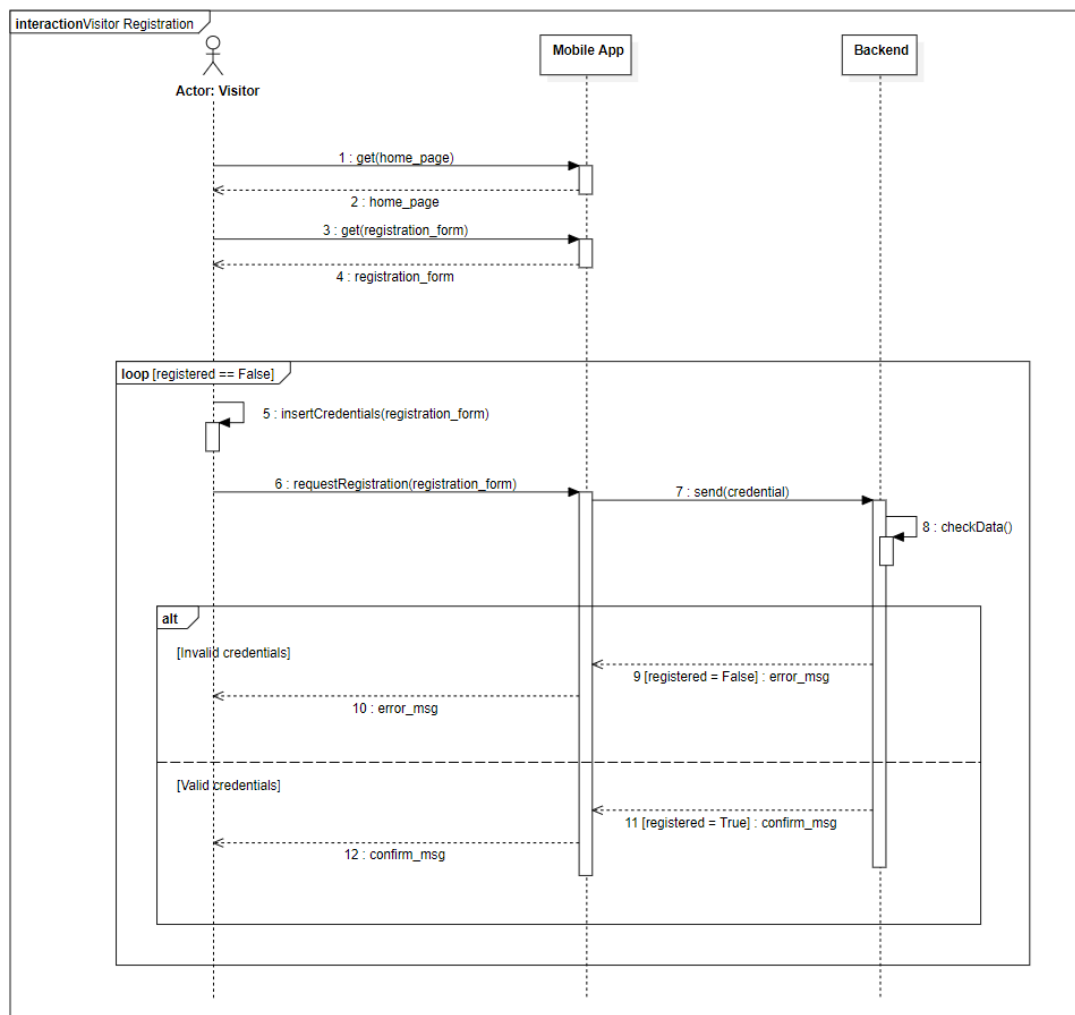 interactionVisitor Registration
Actor: Visitor
Mobile App
Backend
1 : get(home_page)
2 : home_page
3 : get(registration_form)
4 : registration_form
loop [registered == False]
5 : insertCredentials(registration_form)
6 : requestRegistration(registration_form)
7 : send(credential)
8 : checkData()
alt
[Invalid credentials]
9 [registered = False] : error_msg
10 : error_msg
[Valid credentials]
11 [registered = True] : confirm_msg
12 : confirm_msg